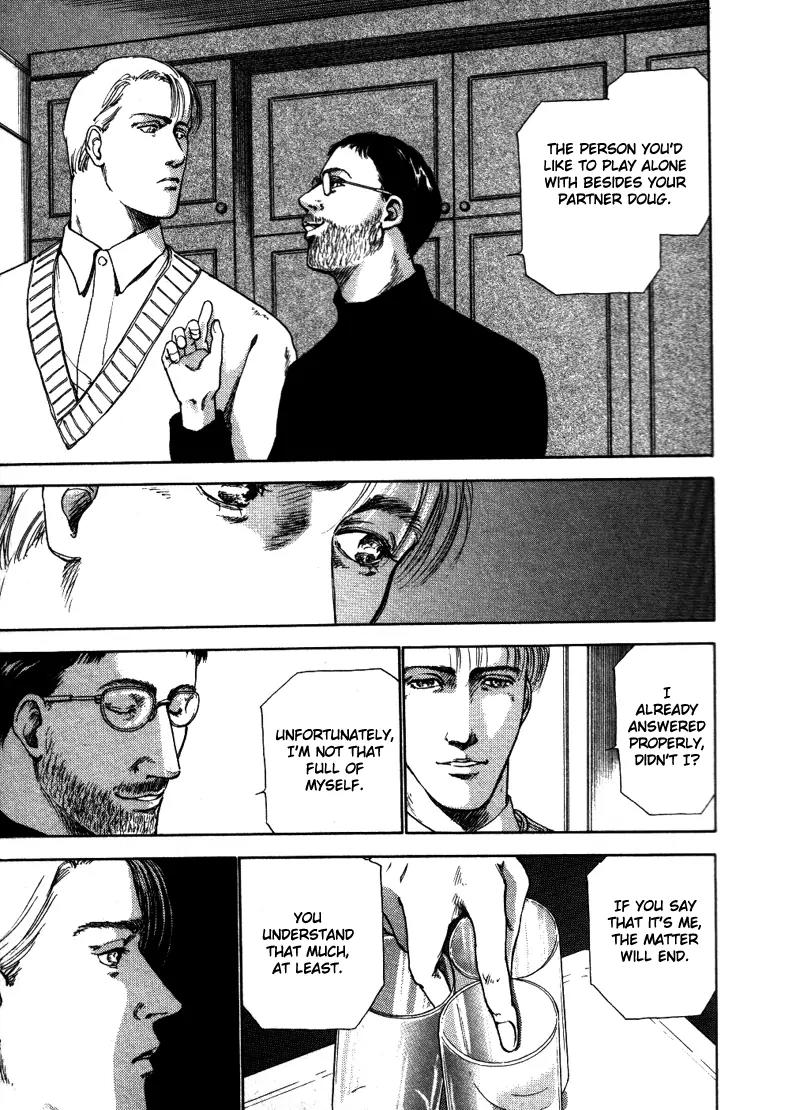 THE PERSON YOU'D
LIKE TO PLAY ALONE
WITH BESIDES YOUR
PARTNER DOUG.
I
ALREADY
ANSWERED
PROPERLY,
DIDN'T I?
UNFORTUNATELY,
I'M NOT THAT
FULL OF
MYSELF.
IF YOU SAY
THAT IT'S ME,
THE MATTER
WILL END.
YOU
UNDERSTAND
THAT MUCH,
AT LEAST.